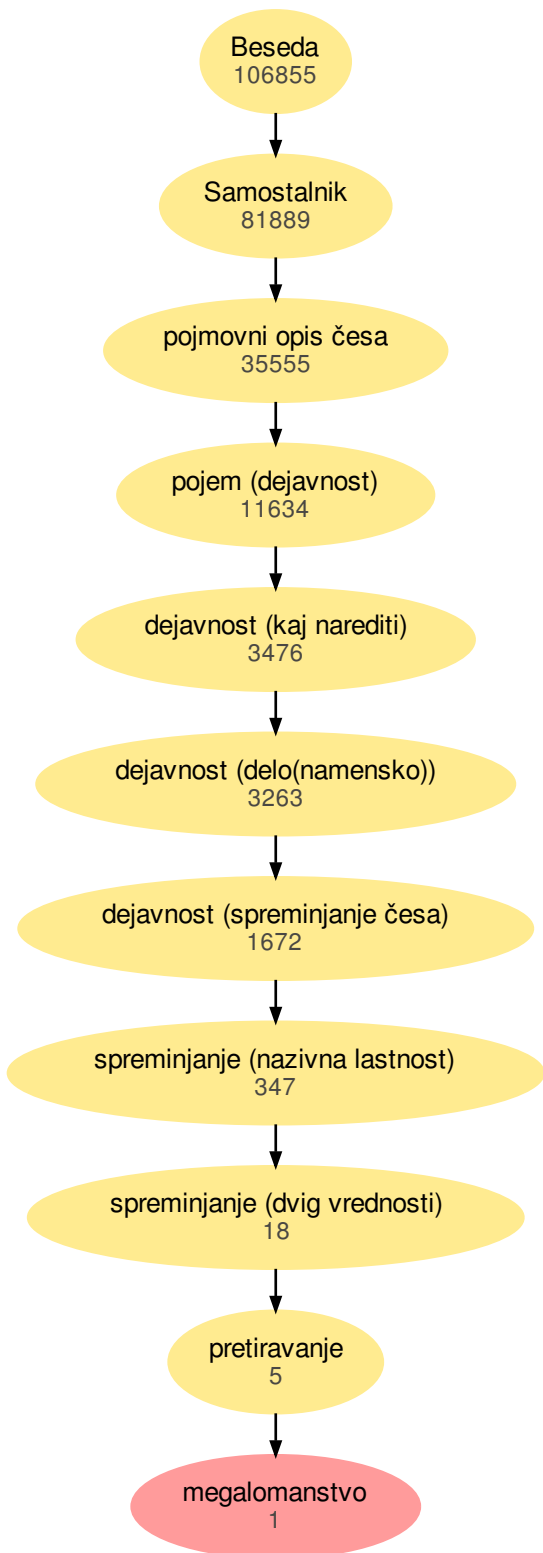 Beseda
106855
Samostalnik
81889
pojmovni opis česa
35555
pojem (dejavnost)
11634
dejavnost (kaj narediti)
3476
dejavnost (delo(namensko))
3263
dejavnost (spreminjanje česa)
1672
spreminjanje (nazivna lastnost)
347
spreminjanje (dvig vrednosti)
18
pretiravanje
5
megalomanstvo
1